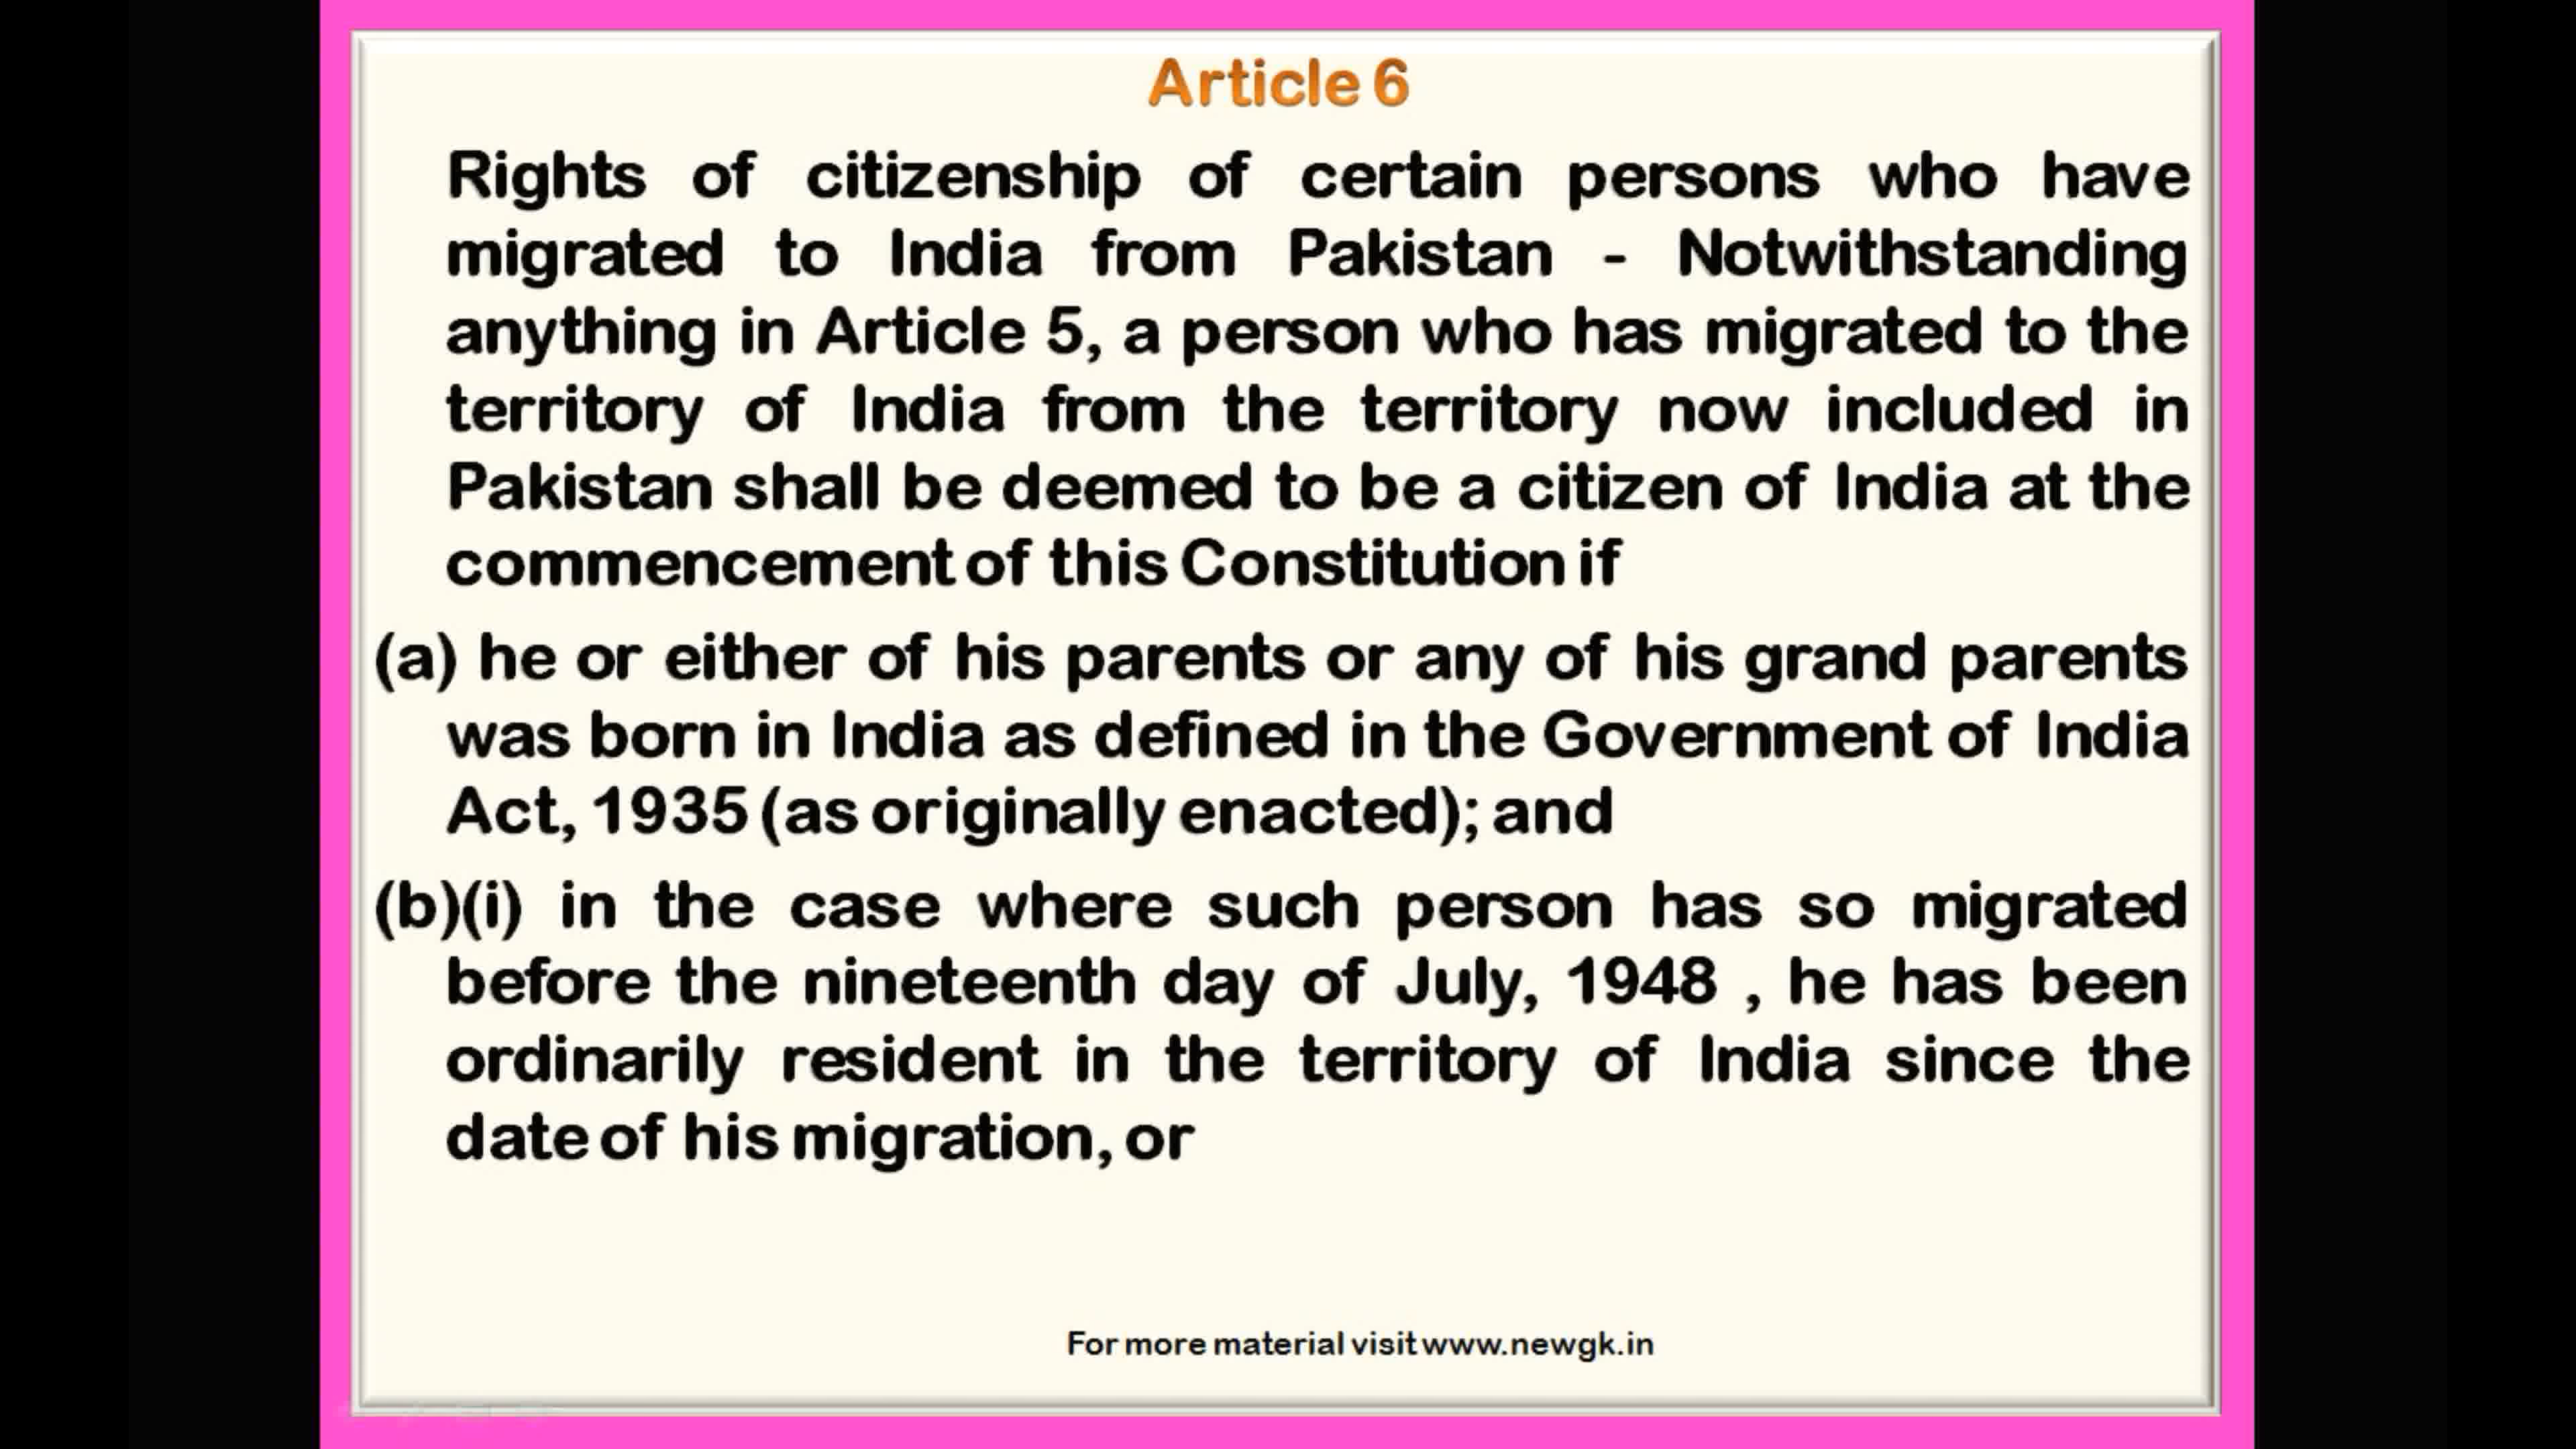 Article 6
Rights of citizenship of certain persons who have
migrated to India from Pakistan - Notwithstanding
anything in Article 5, a person who has migrated to the
territory of India from the territory now included in
Pakistan shall be deemed to be a citizen of India at the
commencement of this Constitution if
(a) he or either of his parents or any of his grand parents
was born in India as defined in the Government of India
Act, 1935 (as originally enacted); and
(b)(i) in the case where such person has so migrated
before the nineteenth day of July, 1948 , he has been
ordinarily resident in the territory of India since the
date of his migration, or
For more material visit www.newgk.in